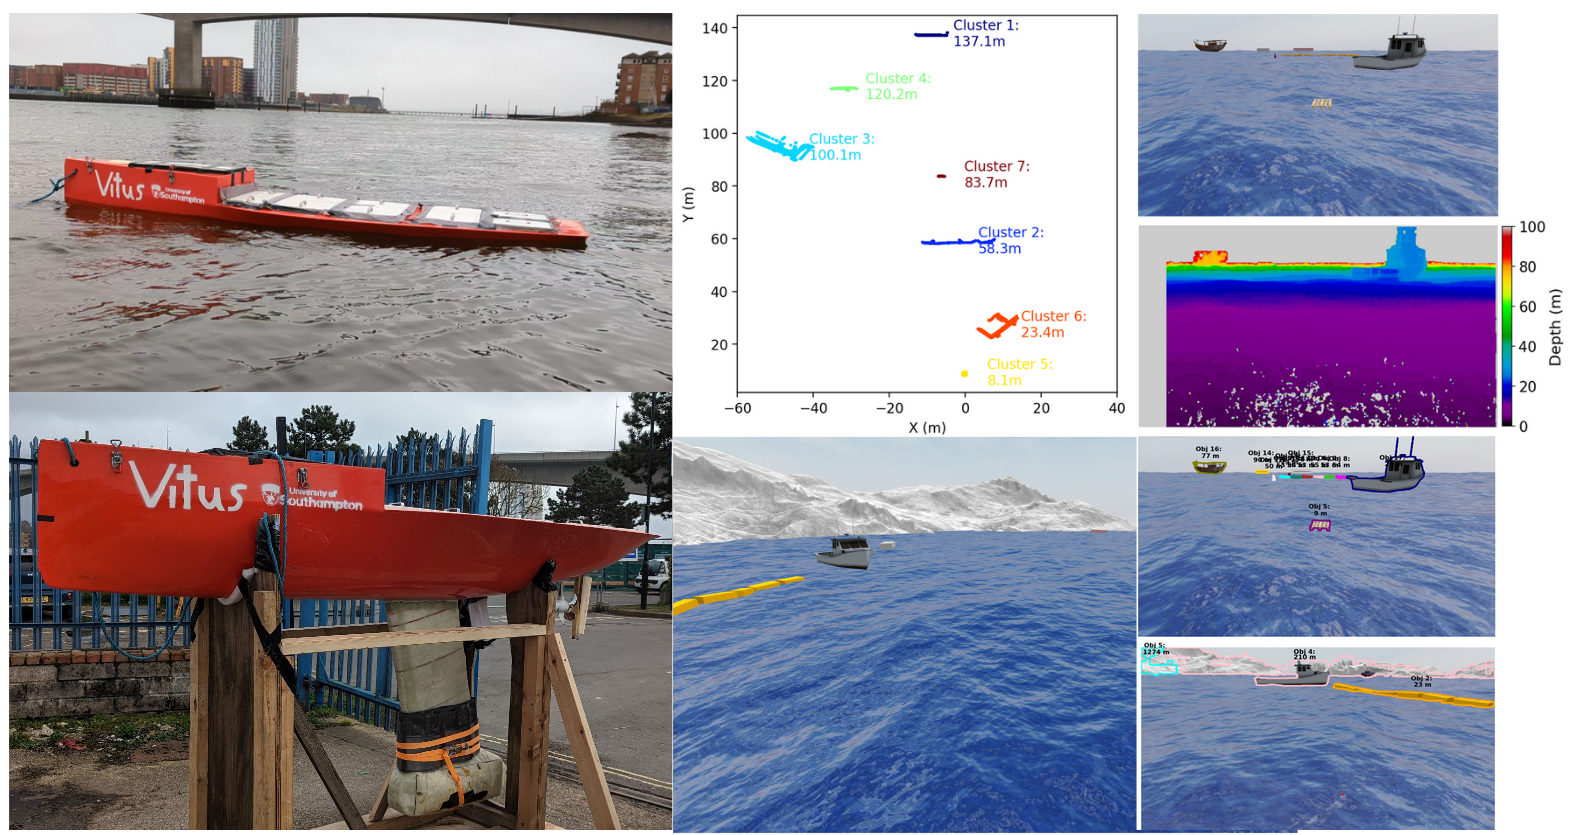 Vitus
University of
Southampton
Vitus
University of
Southampton
140
120
100
80
60
40
20
Y (m)
−60
−40
−20
0
20
40
X (m)
Cluster 1:
137.1m
Cluster 4:
120.2m
Cluster 3:
100.1m
Cluster 7:
83.7m
Cluster 2:
58.3m
Cluster 6:
23.4m
Cluster 5:
8.1m
100
80
60
40
20
0
Depth (m)
Obj 16:
77 m
Obj 14:
Obj 15:
Obj 5:
9 m
Obj 5:
1274 m
Obj 4:
210 m
Obj 2:
23 m